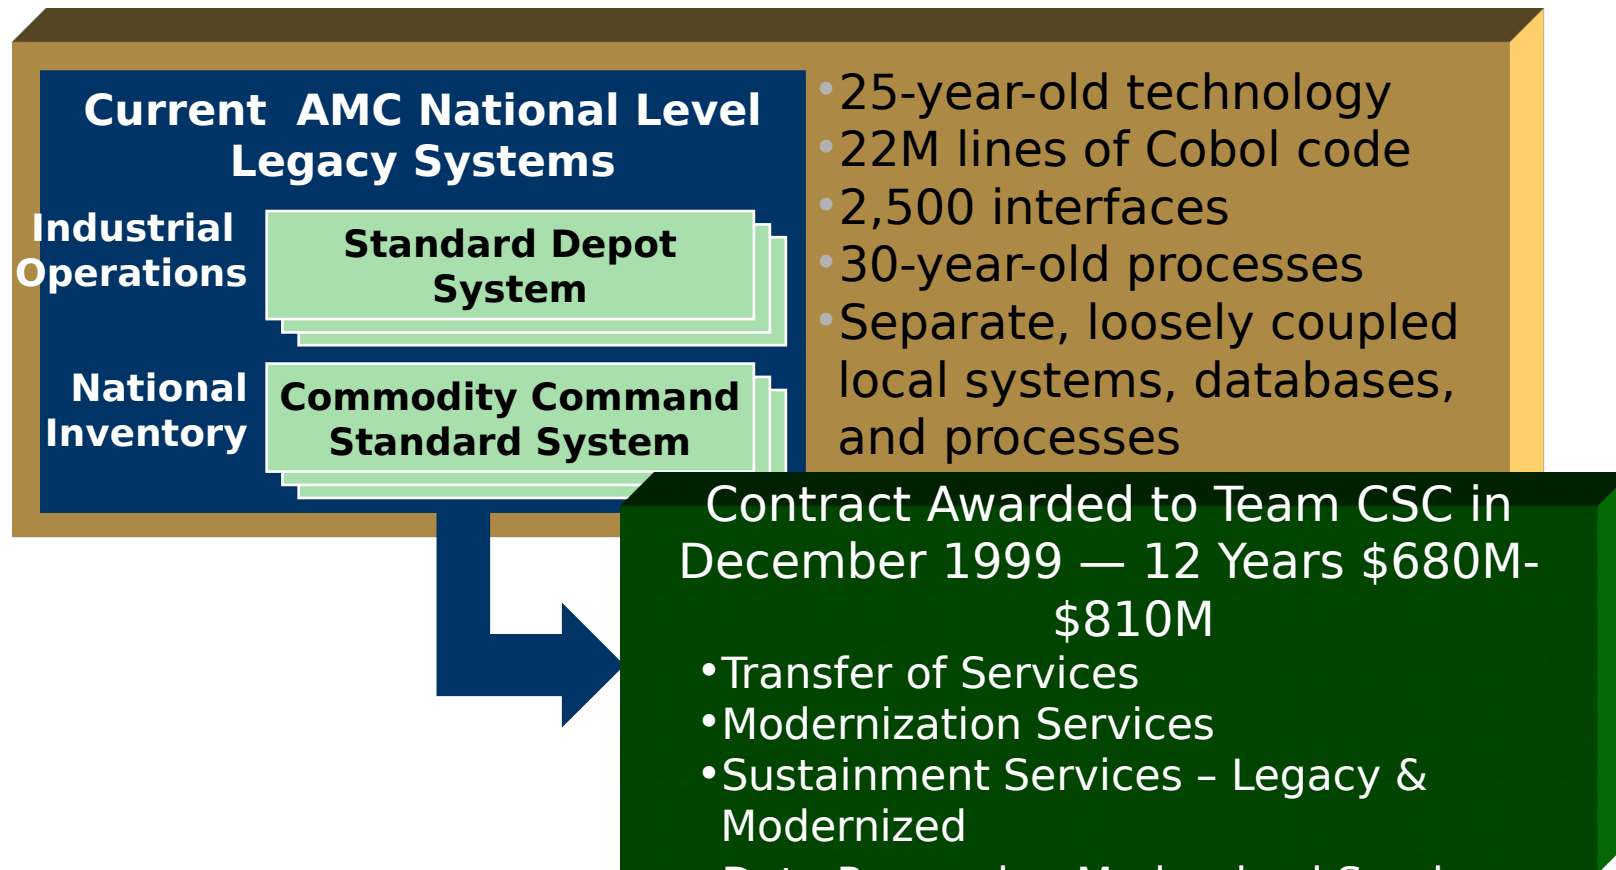 Current  AMC National Level
Legacy Systems
Industrial
Operations
Standard Depot
System
National
Inventory
Commodity Command
Standard System
•25-year-old technology
•22M lines of Cobol code
•2,500 interfaces
•30-year-old processes
•Separate, loosely coupled
local systems, databases,
and processes
Contract Awarded to Team CSC in
December 1999 — 12 Years $680M-
$810M
•Transfer of Services
•Modernization Services
•Sustainment Services – Legacy &
Modernized